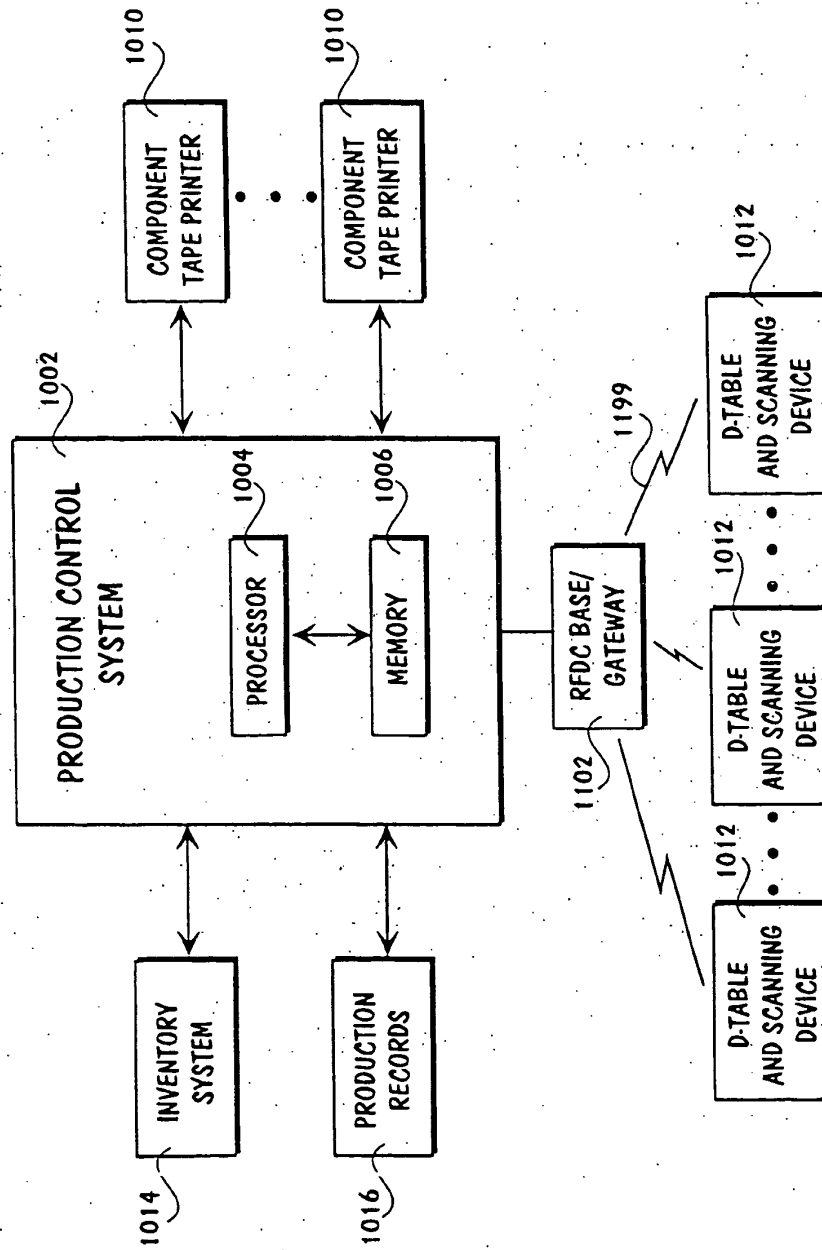 1002
PRODUCTION CONTROL
SYSTEM
PROCESSOR
1004
MEMORY
1006
INVENTORY
SYSTEM
1014
PRODUCTION
RECORDS
1016
COMPONENT
TAPE PRINTER
1010
COMPONENT
TAPE PRINTER
1010
RFDC BASE/
GATEWAY
1102
1199
D-TABLE
AND SCANNING
DEVICE
1012
D-TABLE
AND SCANNING
DEVICE
1012
D-TABLE
AND SCANNING
DEVICE
1012